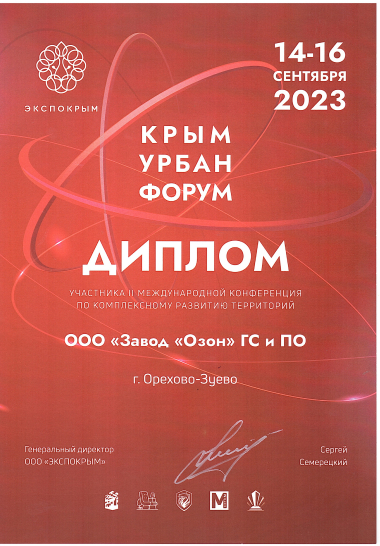 ЭКСПОКРЫМ
14-16
СЕНТЯБРЯ
2023
КРЫМ
УРБАН
ФОРУМ
ДИПЛОМ
УЧАСТНИКА II МЕЖДУНАРОДНОЙ КОНФЕРЕНЦИЯ
ПО КОМПЛЕКСНОМУ РАЗВИТИЮ ТЕРРИТОРИЙ
ООО «Завод «Озон» ГС и ПО
г. Орехово-Зуево
Генеральный директор
ООО «ЭКСПОКРЫМ»
Сергей
Семерецкий